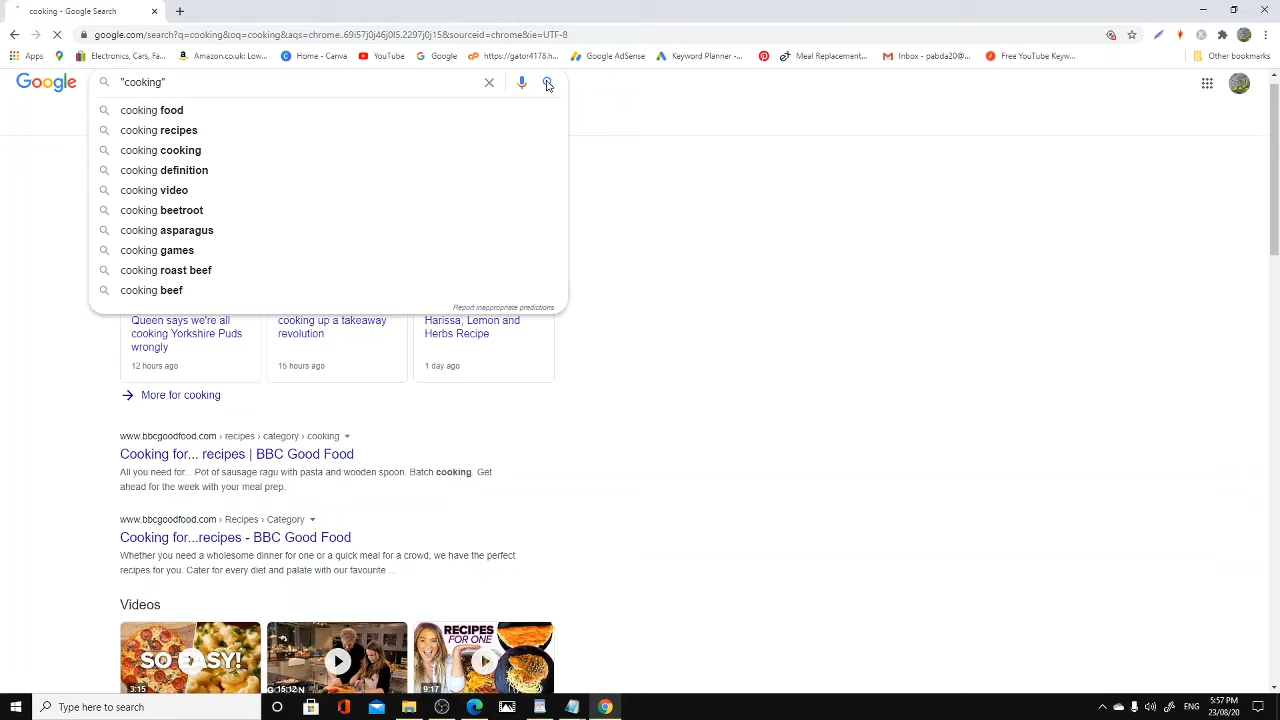 cooking - Google Search
google.com/search?q=cooking&oq=cooking&aqs=chrome.69i57j0j46j0l5.2297j0j15&sourceid=chrome&ie=UTF-8
Apps Electronics, Cars, Fa... Amazon.co.uk: Low... Home - Canva YouTube Google https://gator4178.h... Google AdSense Keyword Planner -... Meal Replacement... Inbox - pabda20@... Free YouTube Keyw... Other bookmarks
Google
"cooking"
cooking food
cooking recipes
cooking cooking
cooking definition
cooking video
cooking beetroot
cooking asparagus
cooking games
cooking roast beef
cooking beef
Report inappropriate predictions
Queen says we're all cooking up a takeaway Harissa, Lemon and
cooking Yorkshire Puds revolution Herbs Recipe
wrongly
12 hours ago 15 hours ago 1 day ago
More for cooking
www.bbcgoodfood.com › recipes › category › cooking
Cooking for... recipes | BBC Good Food
All you need for... Pot of sausage ragu with pasta and wooden spoon. Batch cooking. Get
ahead for the week with your meal prep.
www.bbcgoodfood.com › Recipes › Category
Cooking for...recipes - BBC Good Food
Whether you need a wholesome dinner for one or a quick meal for a crowd, we have the perfect
recipes for you. Cater for every diet and palate with our favourite ...
Videos
RECIPES
FOR ONE
SO EASY!
3:15 15:12 9:17
Type here to search
ENG
5:57 PM
23/08/20